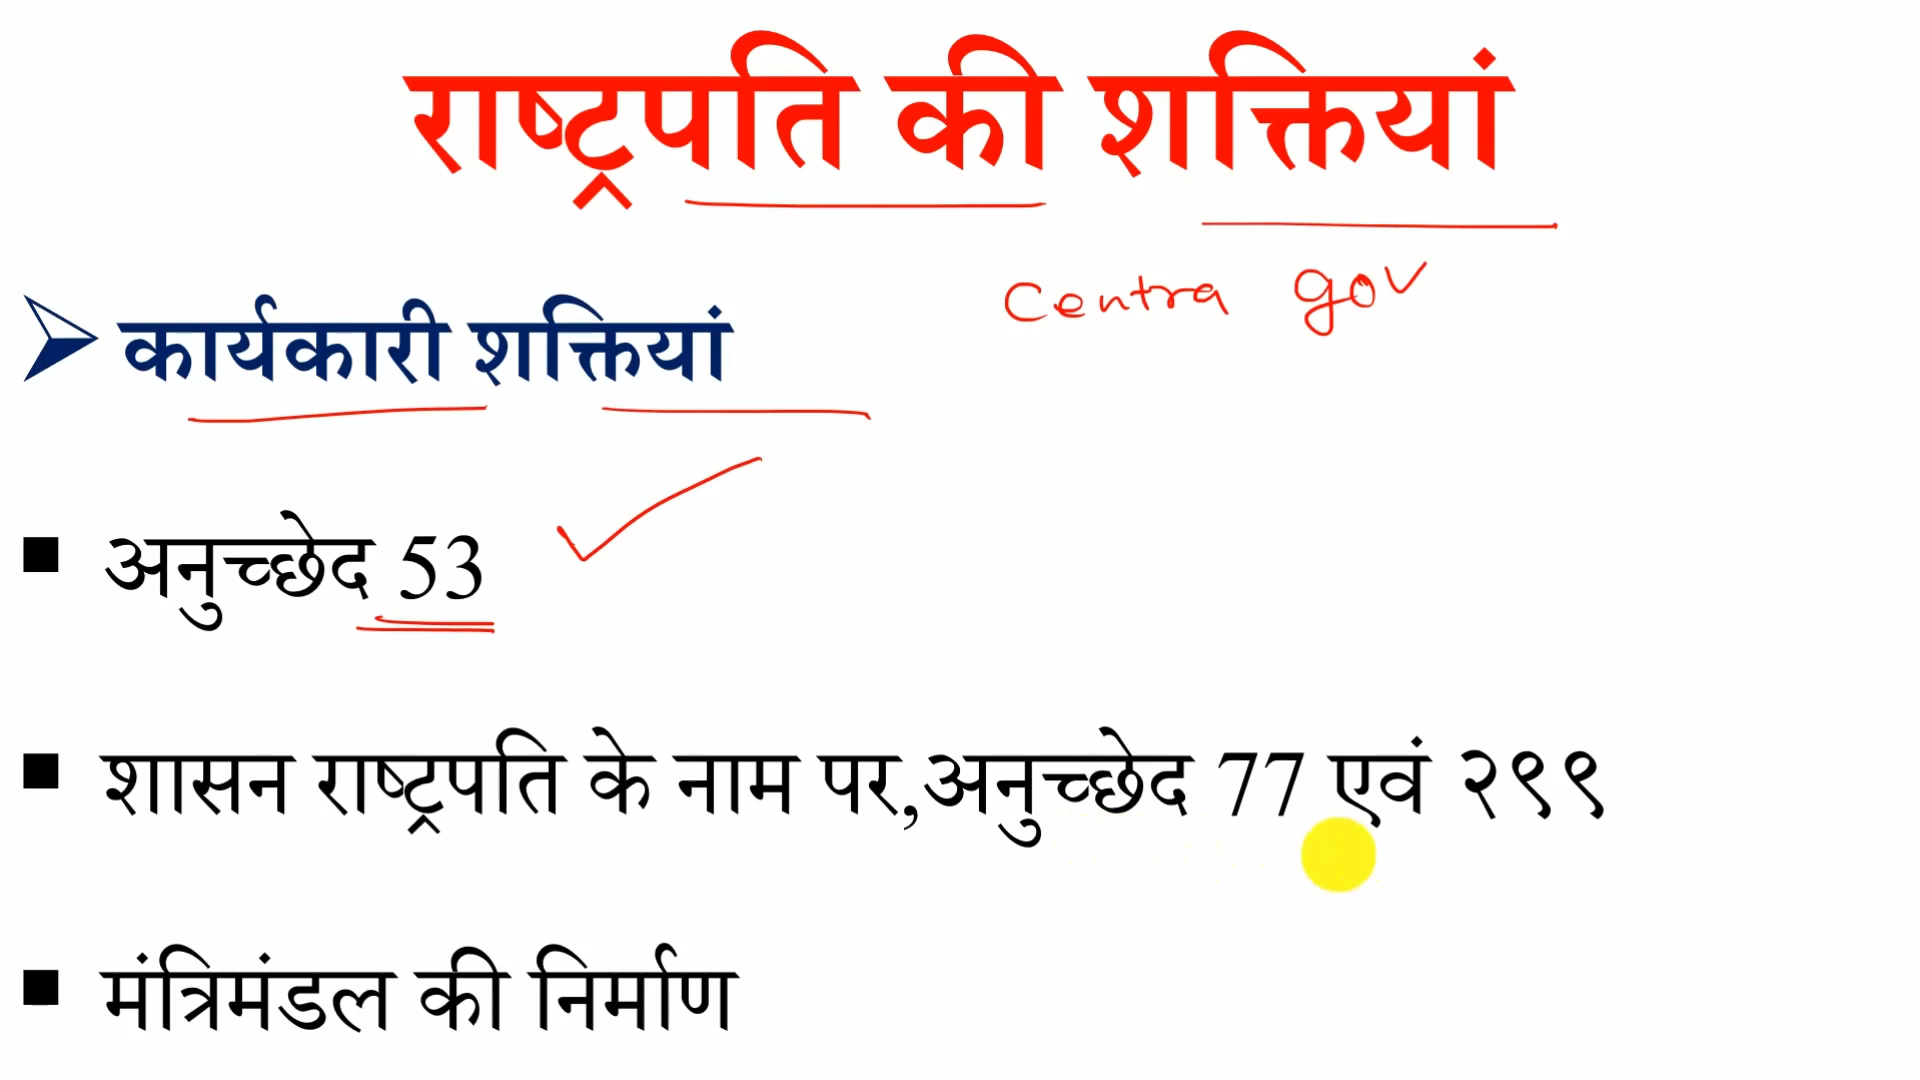 राष्ट्रपति की शक्तियां
Centra gov
कार्यकारी शक्तियां
अनुच्छेद 53
शासन राष्ट्रपति के नाम पर,अनुच्छेद 77 एवं २९९
मंत्रिमंडल की निर्माण